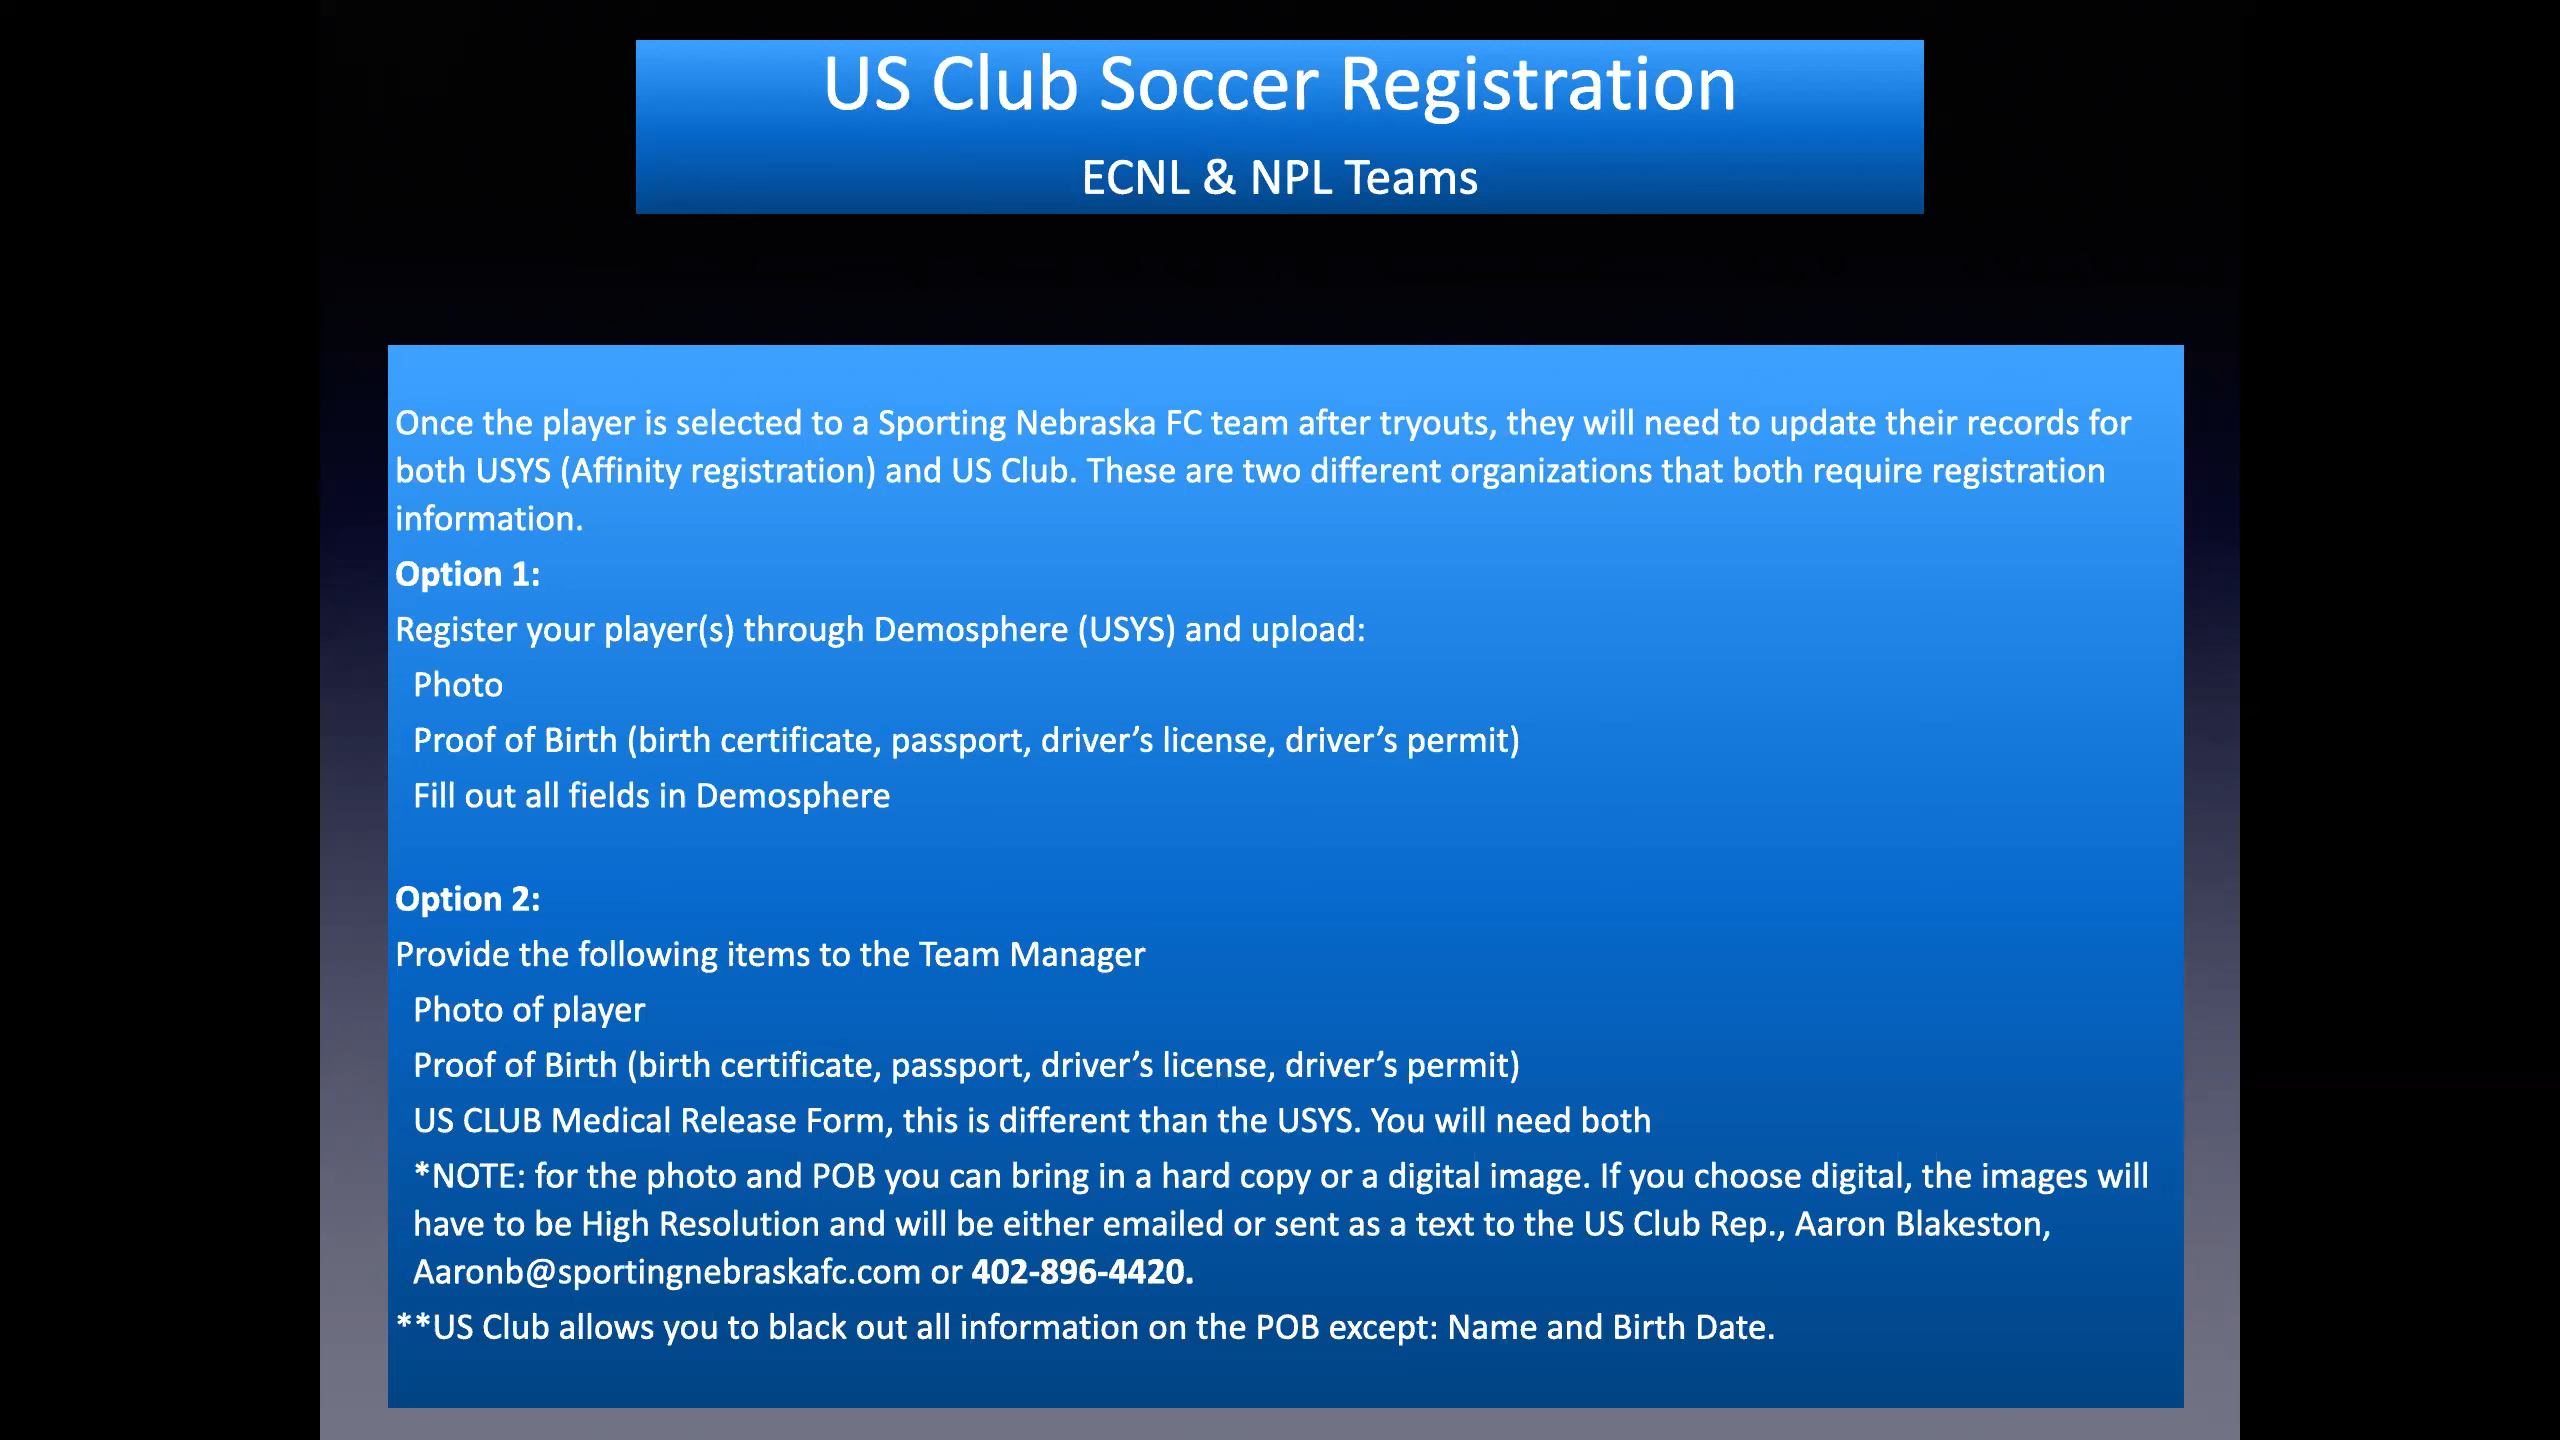 US Club Soccer Registration
ECNL & NPL Teams
Once the player is selected to a Sporting Nebraska FC team after tryouts, they will need to update their records for
both USYS (Affinity registration) and US Club. These are two different organizations that both require registration
information.
Option 1:
Register your player(s) through Demosphere (USYS) and upload:
Photo
Proof of Birth (birth certificate, passport, driver’s license, driver’s permit)
Fill out all fields in Demosphere
Option 2:
Provide the following items to the Team Manager
Photo of player
Proof of Birth (birth certificate, passport, driver’s license, driver’s permit)
US CLUB Medical Release Form, this is different than the USYS. You will need both
*NOTE: for the photo and POB you can bring in a hard copy or a digital image. If you choose digital, the images will
have to be High Resolution and will be either emailed or sent as a text to the US Club Rep., Aaron Blakeston,
Aaronb@sportingnebraskafc.com or 402-896-4420.
**US Club allows you to black out all information on the POB except: Name and Birth Date.